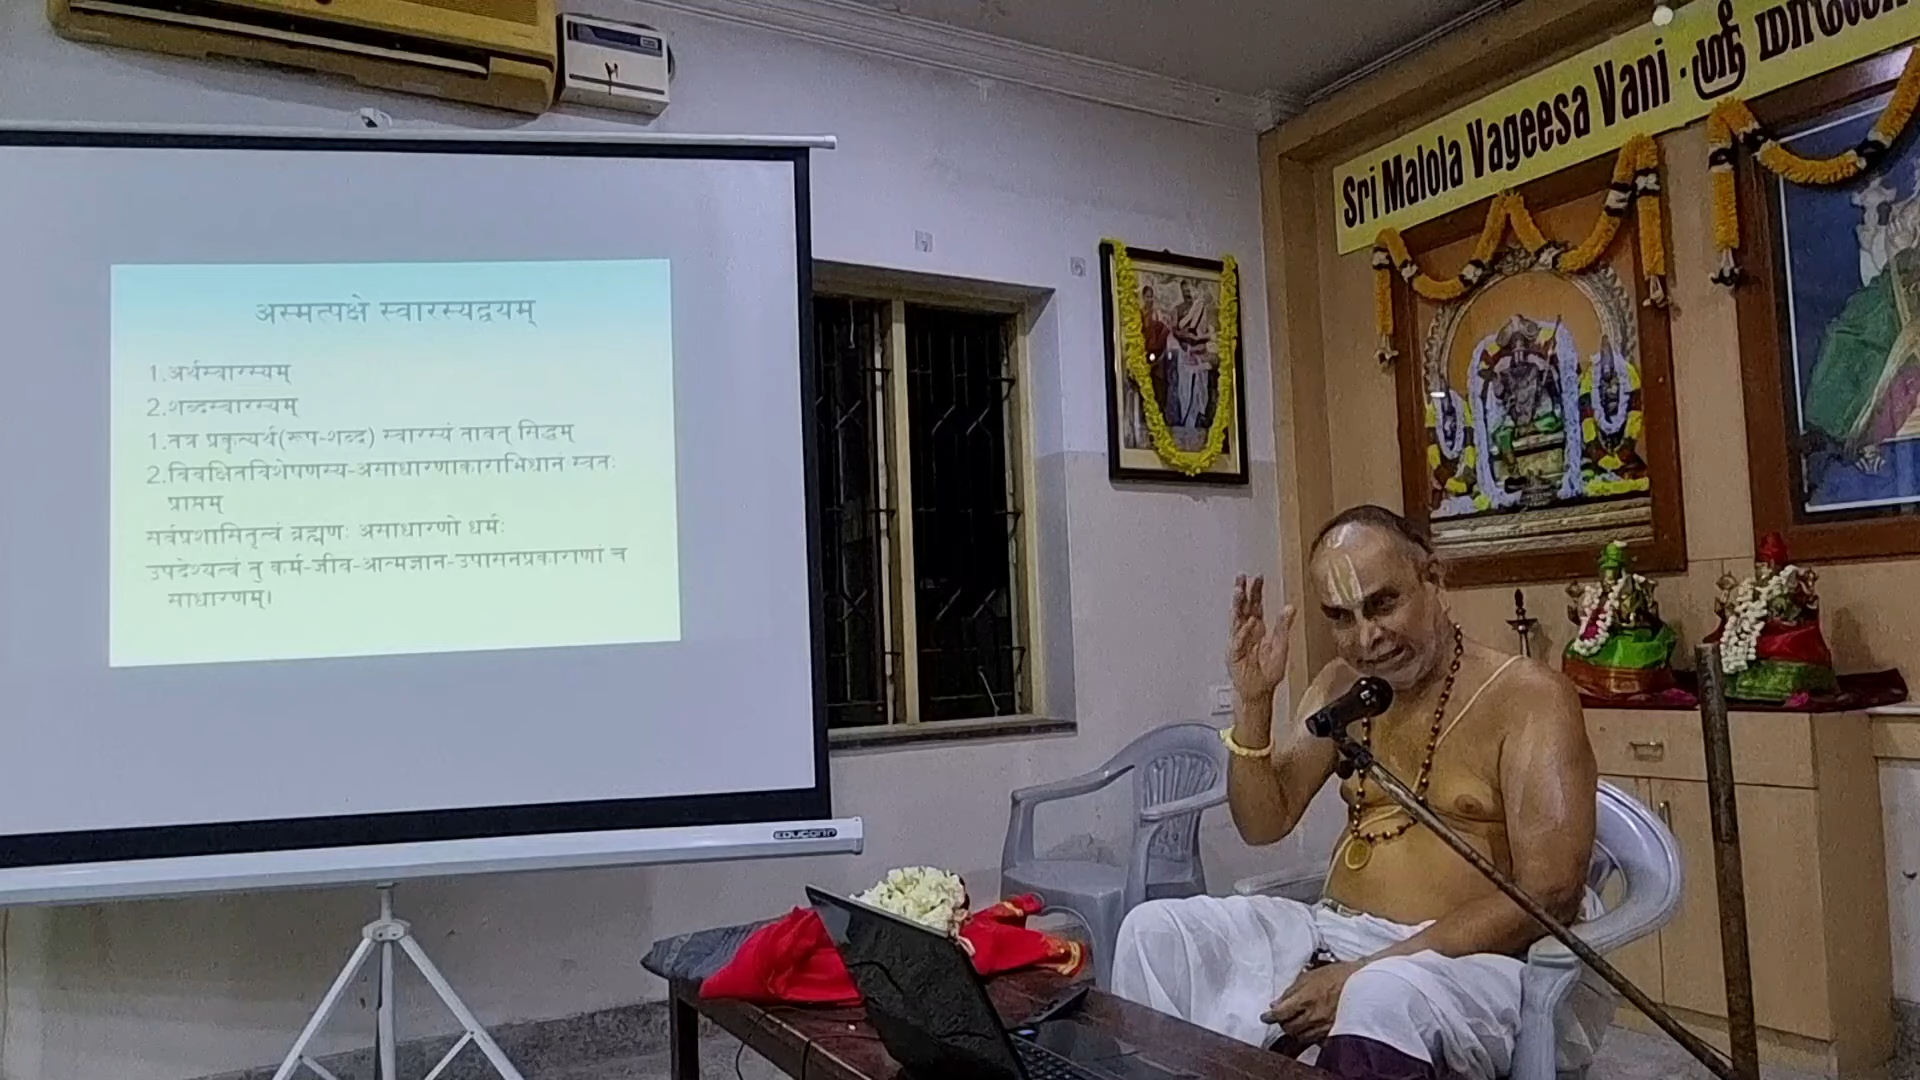 अस्मत्पक्षे स्वारस्यद्वयम्
1.अर्थस्वारस्यम्
2.शब्दस्वारस्यम्
1.तत्र प्रकृत्यर्थ(रूप-शब्द) स्वारस्यं तावत् सिद्धम्
2.विवक्षितविशेषणस्य-असाधारणाकाराभिधानं स्वतः
प्राप्तम्
सर्वप्रशासितृत्वं ब्रह्मणः असाधारणो धर्मः
उपदेश्यत्वं तु कर्म-जीव-आत्मज्ञान-उपासनप्रकाराणां च
साधारणम्।
Sri Malola Vageesa Vani - ஸ்ரீ
EDUCOM